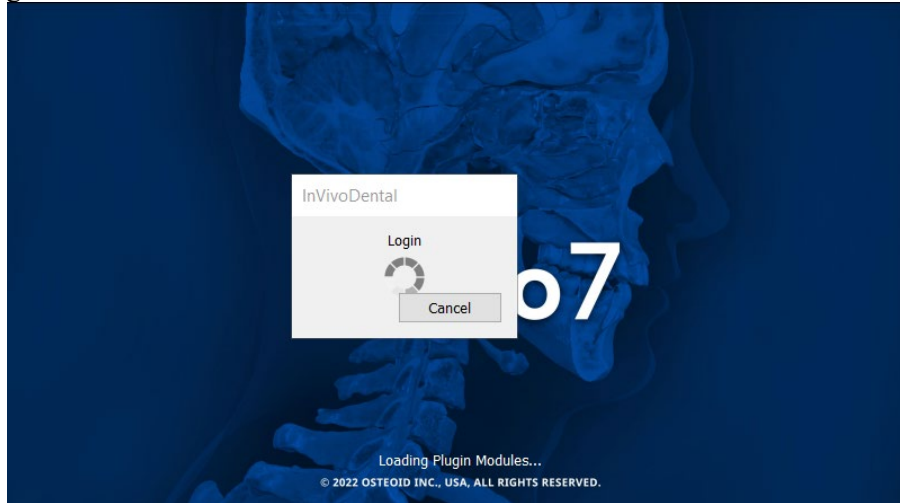 InVivoDental
Login
Cancel
o7
Loading Plugin Modules...
© 2022 OSTEOID INC., USA, ALL RIGHTS RESERVED.